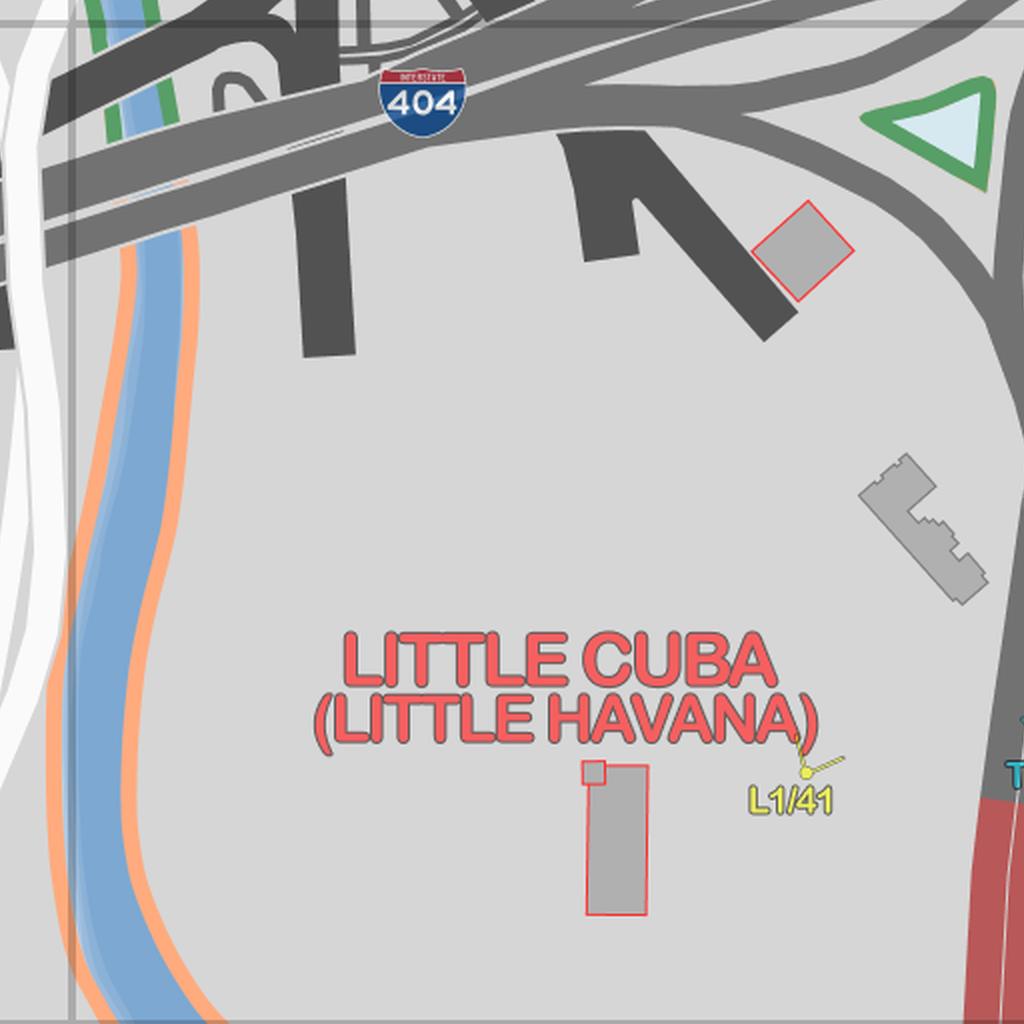 INTERSTATE
404
LITTLE CUBA
(LITTLE HAVANA)
L1/41
T